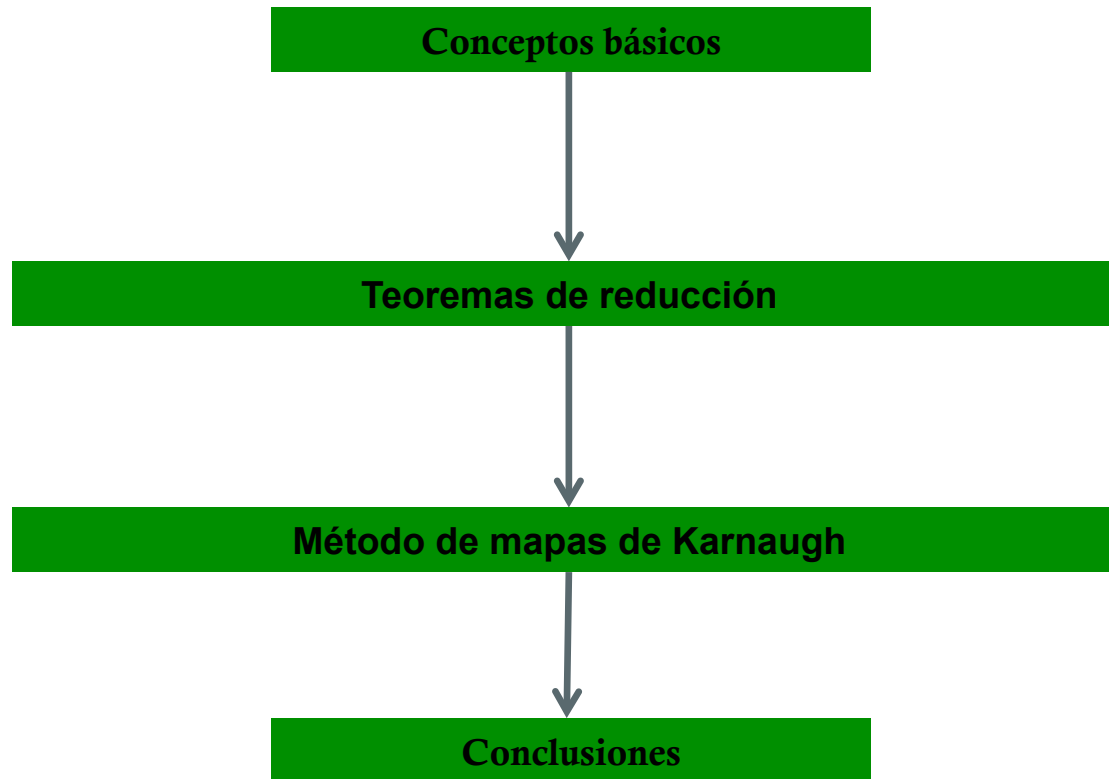 Conceptos básicos
Teoremas de reducción
Método de mapas de Karnaugh
Conclusiones